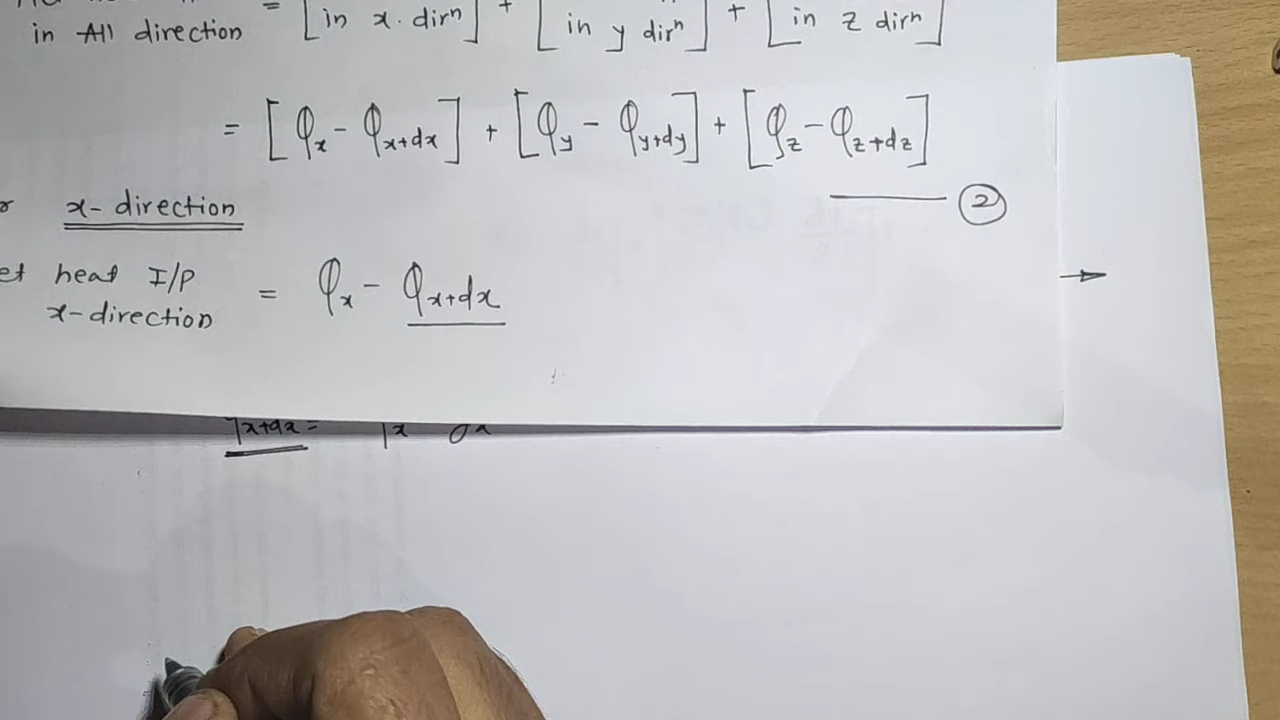 in All direction = [in x. dirⁿ] + [in y dirⁿ] + [in z dirⁿ]
= [Qx - Qx+dx] + [Qy - Qy+dy] + [Qz - Qz+dz]
②
x- direction
heat I/P = Qx - Qx+dx
x-direction